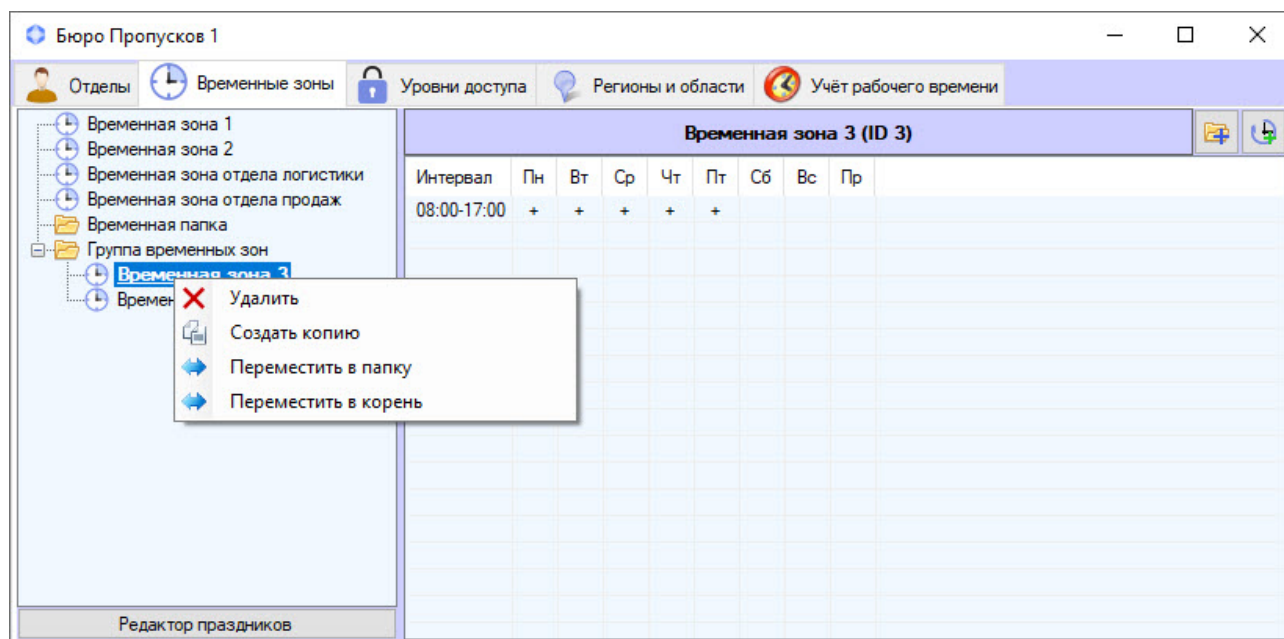 Бюро Пропусков 1
Отделы Временные зоны Уровни доступа Регионы и области Учёт рабочего времени
Временная зона 1
Временная зона 2
Временная зона отдела логистики
Временная зона отдела продаж
Временная папка
Группа временных зон
Временная зона 3
Удалить
Создать копию
Переместить в папку
Переместить в корень
Редактор праздников
Временная зона 3 (ID 3)
Интервал Пн Вт Ср Чт Пт Сб Вс Пр
08:00-17:00 + + + + +